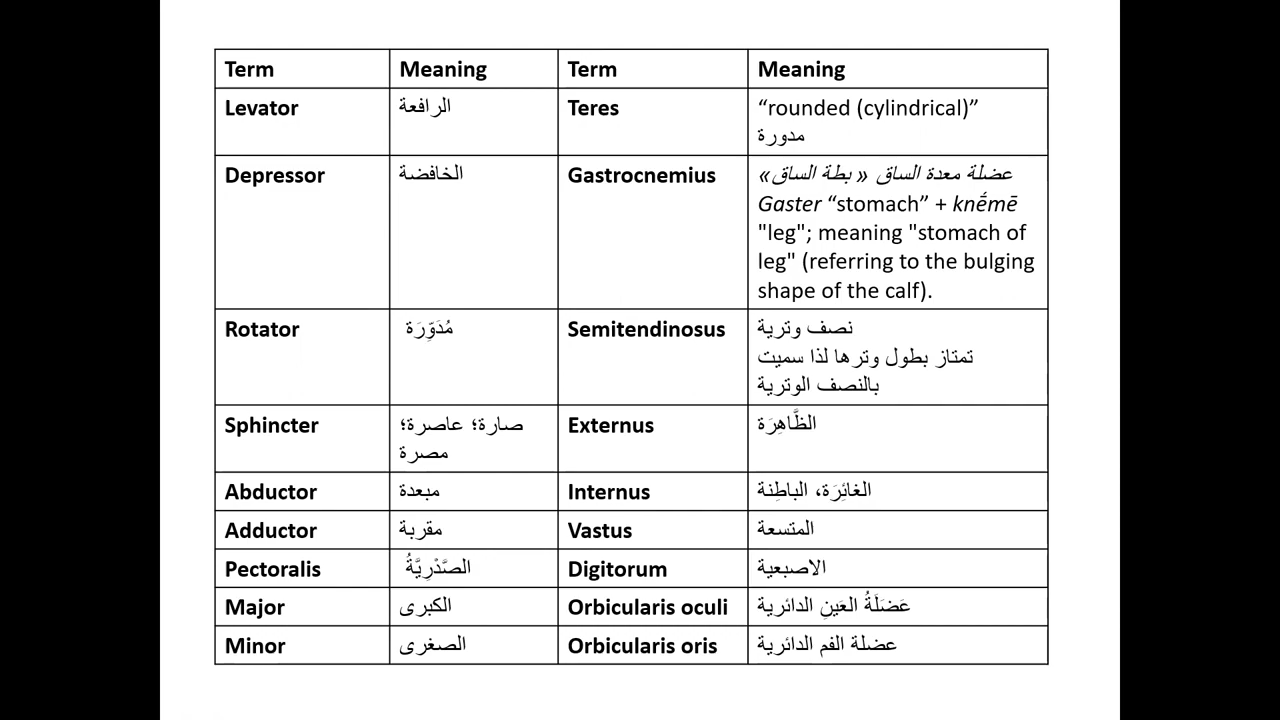 Term Meaning Term Meaning
Levator الرافعة Teres “rounded (cylindrical)”
مدورة
Depressor الخافضة Gastrocnemius عضلة معدة الساق « بطة الساق»
Gaster “stomach” + knḗmē
"leg"; meaning "stomach of
leg" (referring to the bulging
shape of the calf).
Rotator مُدَوِّرَة Semitendinosus نصف وترية
تمتاز بطول وترها لذا سميت
بالنصف الوترية
Sphincter صارة؛ عاصرة؛ Externus الظَّاهِرَة
مصرة
Abductor مبعدة Internus الغائِرَة، الباطِنة
Adductor مقربة Vastus المتسعة
Pectoralis الصَّدْرِيَّةُ Digitorum الاصبعية
Major الكبرى Orbicularis oculi عَضَلَةُ العَينِ الدائرية
Minor الصغرى Orbicularis oris عضلة الفم الدائرية